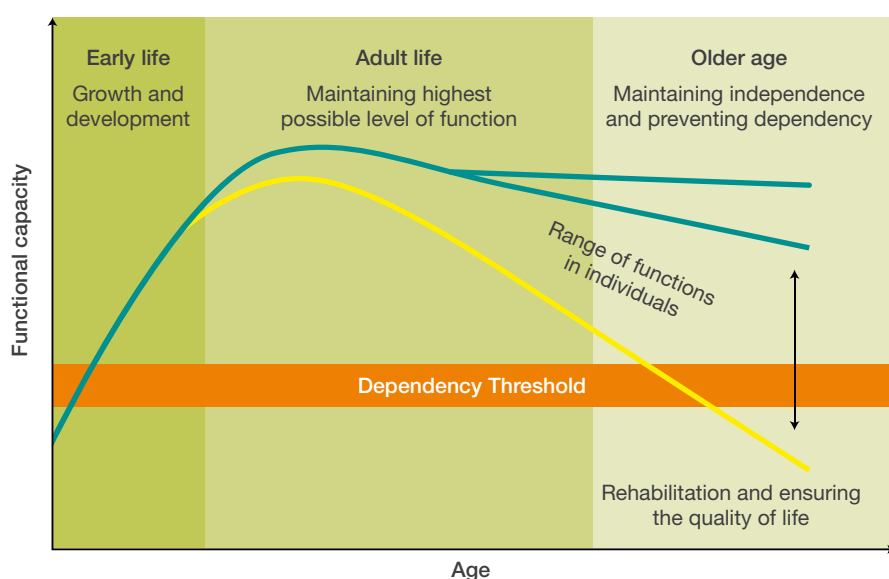 Early life
Growth and
development
Adult life
Maintaining highest
possible level of function
Older age
Maintaining independence
and preventing dependency
Functional capacity
Range of functions
in individuals
Dependency Threshold
Rehabilitation and ensuring
the quality of life
Age